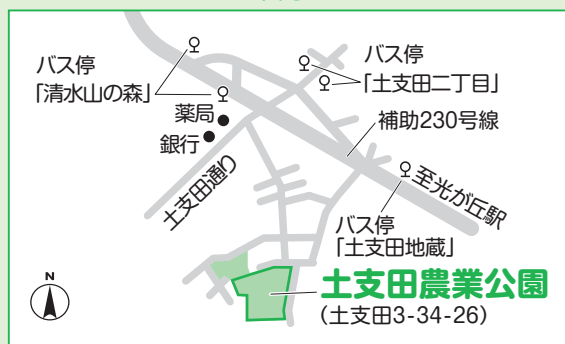 バス停
「清水山の森」
バス停
「土支田二丁目」
薬局
銀行
補助230号線
土支田通り
至光が丘駅
バス停
「土支田地蔵」
土支田農業公園
(土支田3-34-26)
N